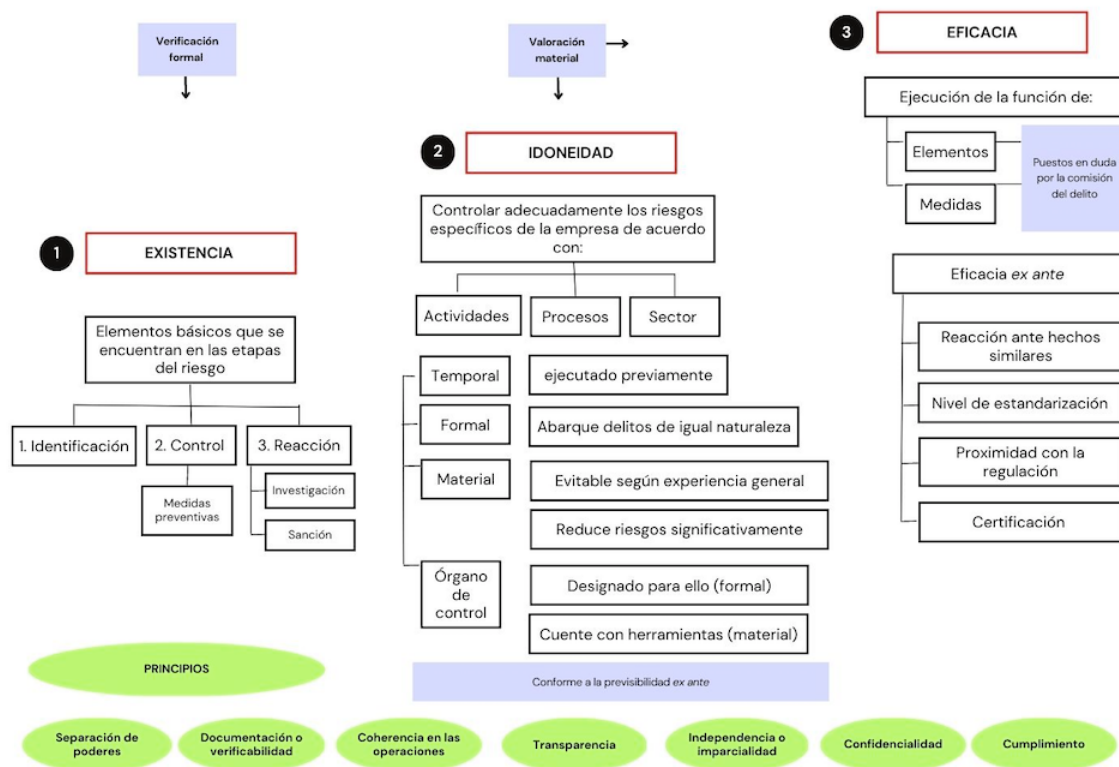 Verificación
formal
Valoración
material
3
EFICACIA
Ejecución de la función de:
Elementos
Medidas
Puestos en duda
por la comisión
del delito
2
IDONEIDAD
Controlar adecuadamente los riesgos
específicos de la empresa de acuerdo
con:
Actividades
Procesos
Sector
1
EXISTENCIA
Elementos básicos que se
encuentran en las etapas
del riesgo
1. Identificación
2. Control
3. Reacción
Medidas
preventivas
Investigación
Sanción
Temporal
ejecutado previamente
Formal
Abarque delitos de igual naturaleza
Material
Evitable según experiencia general
Reduce riesgos significativamente
Órgano
de
control
Designado para ello (formal)
Cuente con herramientas (material)
Conforme a la previsibilidad ex ante
Eficacia ex ante
Reacción ante hechos
similares
Nivel de estandarización
Proximidad con la
regulación
Certificación
PRINCIPIOS
Separación de
poderes
Documentación o
verificabilidad
Coherencia en las
operaciones
Transparencia
Independencia o
imparcialidad
Confidencialidad
Cumplimiento